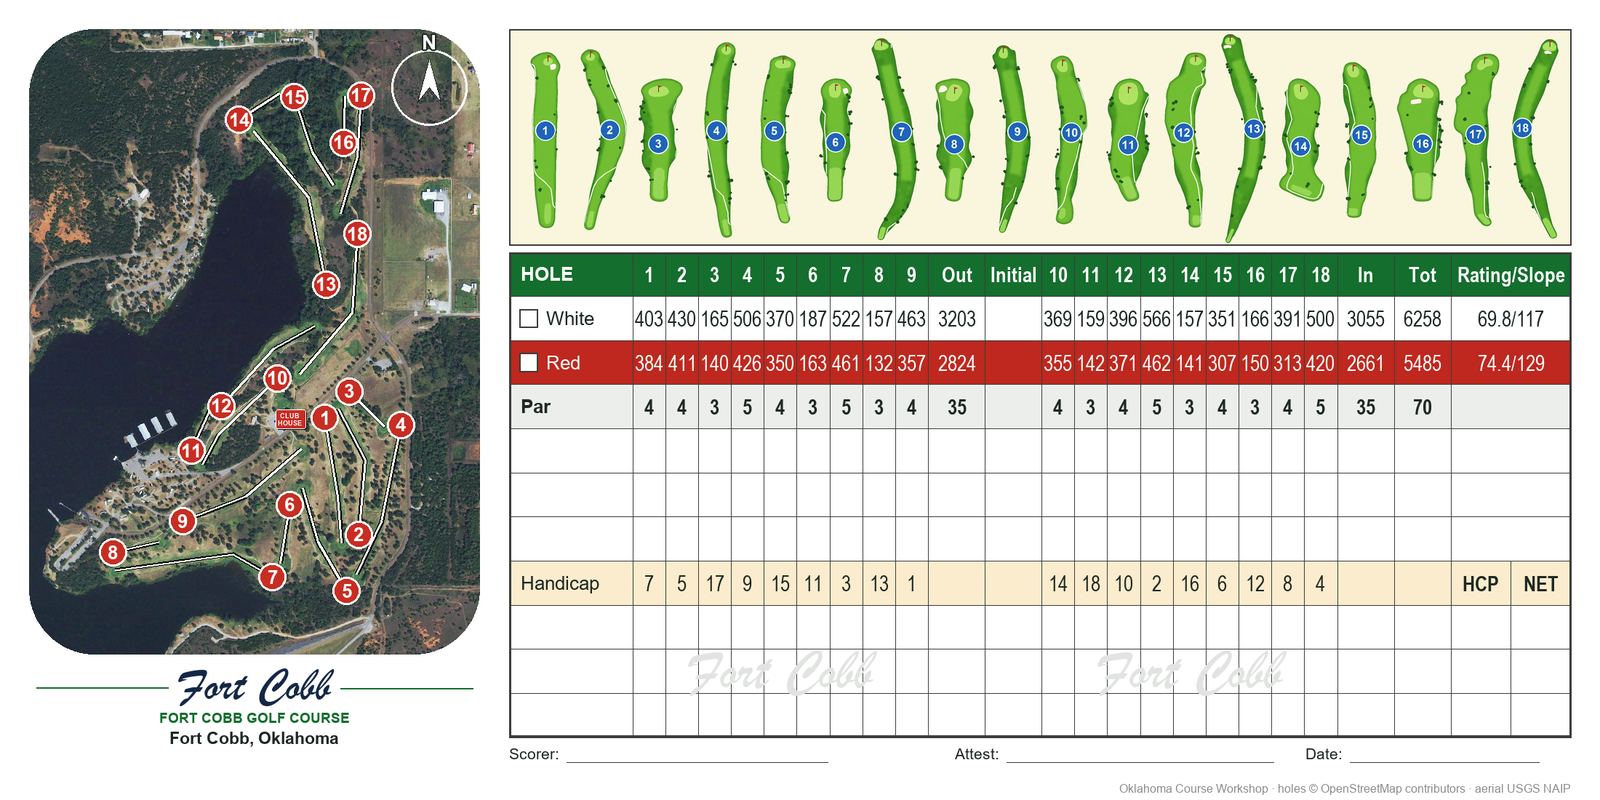 N
15
17
14
16
18
13
10
3
12
CLUB
HOUSE
1
4
11
6
9
2
8
7
5
Fort Cobb
FORT COBB GOLF COURSE
Fort Cobb, Oklahoma
1 2 3 4 5 6 7 8 9 10 11 12 13 14 15 16 17 18
HOLE 1 2 3 4 5 6 7 8 9 Out Initial 10 11 12 13 14 15 16 17 18 In Tot Rating/Slope
White 403 430 165 506 370 187 522 157 463 3203 369 159 396 566 157 351 166 391 500 3055 6258 69.8/117
Red 384 411 140 426 350 163 461 132 357 2824 355 142 371 462 141 307 150 313 420 2661 5485 74.4/129
Par 4 4 3 5 4 3 5 3 4 35 4 3 4 5 3 4 3 4 5 35 70
Handicap 7 5 17 9 15 11 3 13 1 14 18 10 2 16 6 12 8 4 HCP NET
Fort Cobb Fort Cobb
Scorer: Attest: Date:
Oklahoma Course Workshop · holes © OpenStreetMap contributors · aerial USGS NAIP